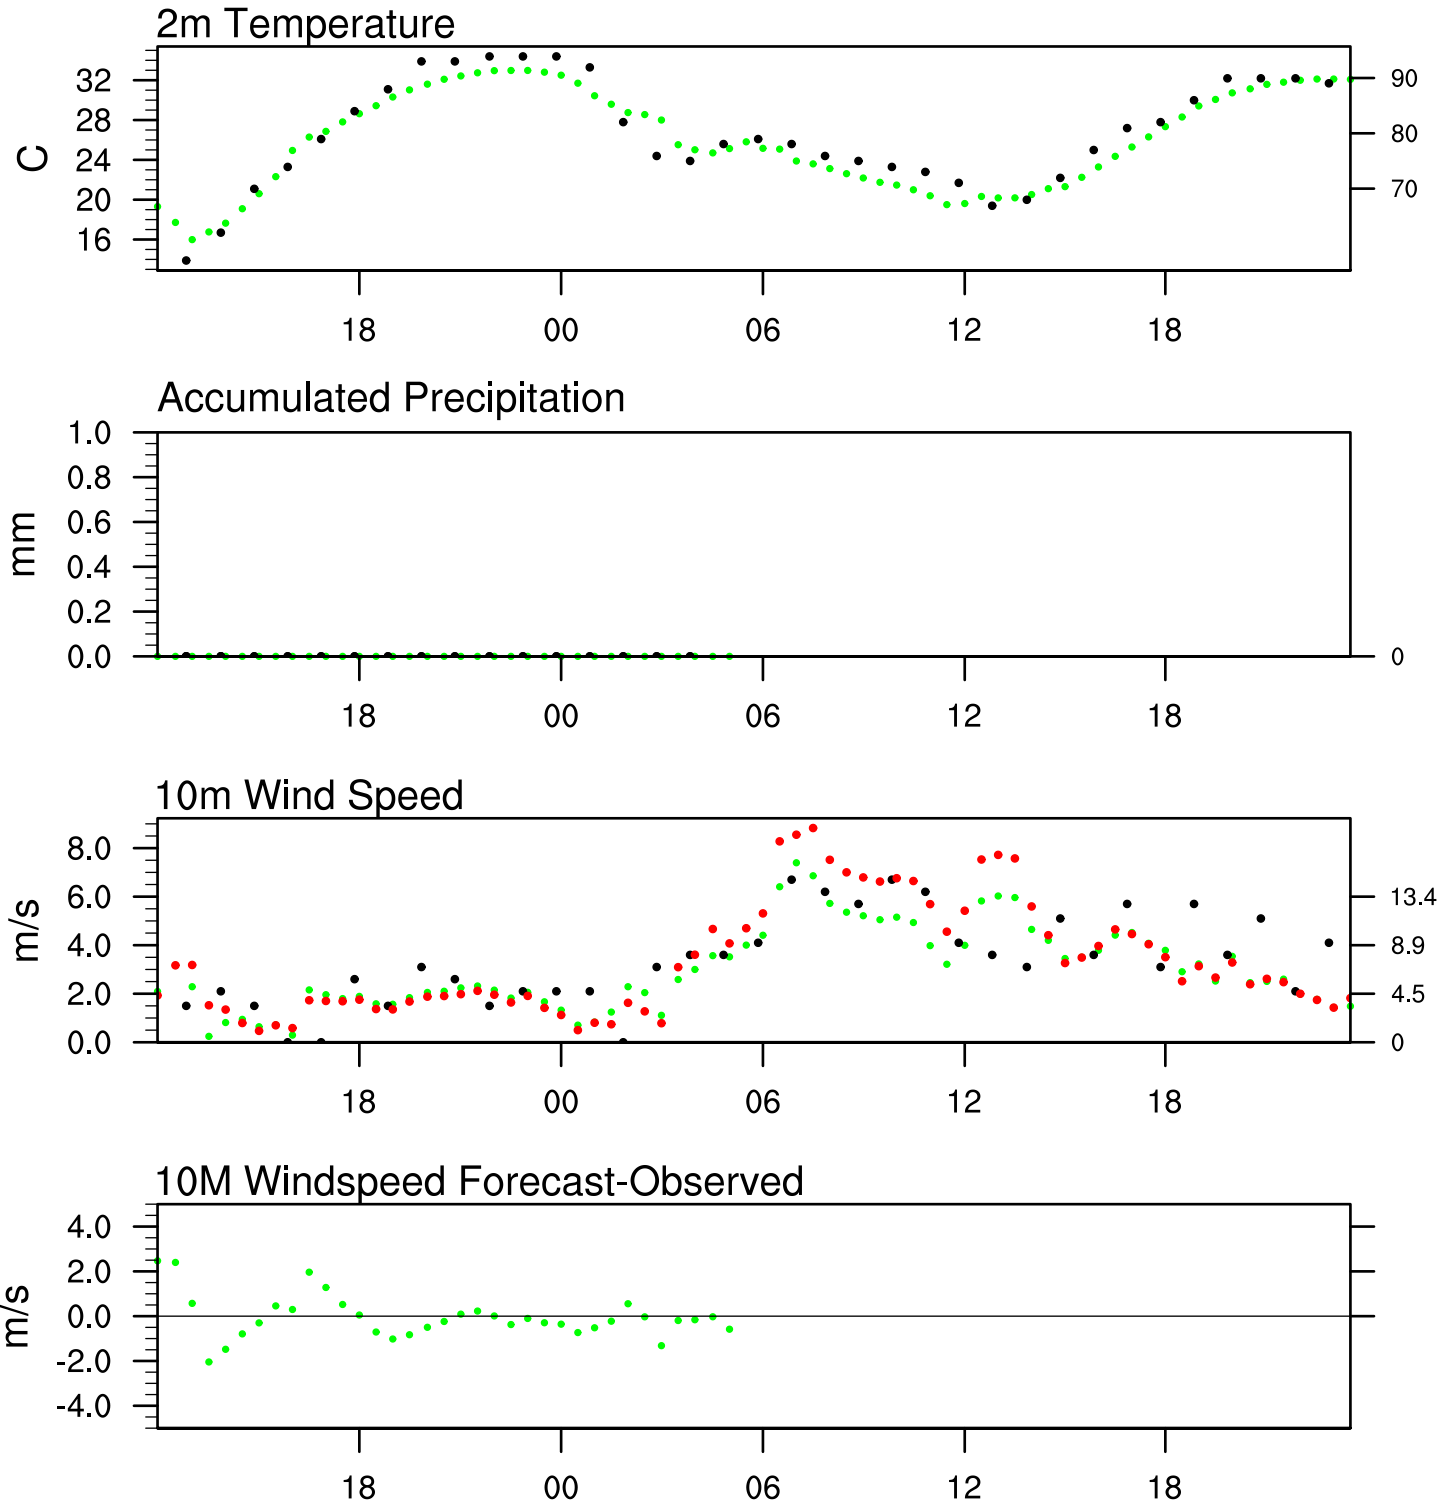 2m Temperature
32
28
24
20
16
C
90
80
70
18 00 06 12 18
Accumulated Precipitation
1.0
0.8
0.6
0.4
0.2
0.0
mm
0
18 00 06 12 18
10m Wind Speed
8.0
6.0
4.0
2.0
0.0
m/s
13.4
8.9
4.5
0
18 00 06 12 18
10M Windspeed Forecast-Observed
4.0
2.0
0.0
-2.0
-4.0
m/s
18 00 06 12 18